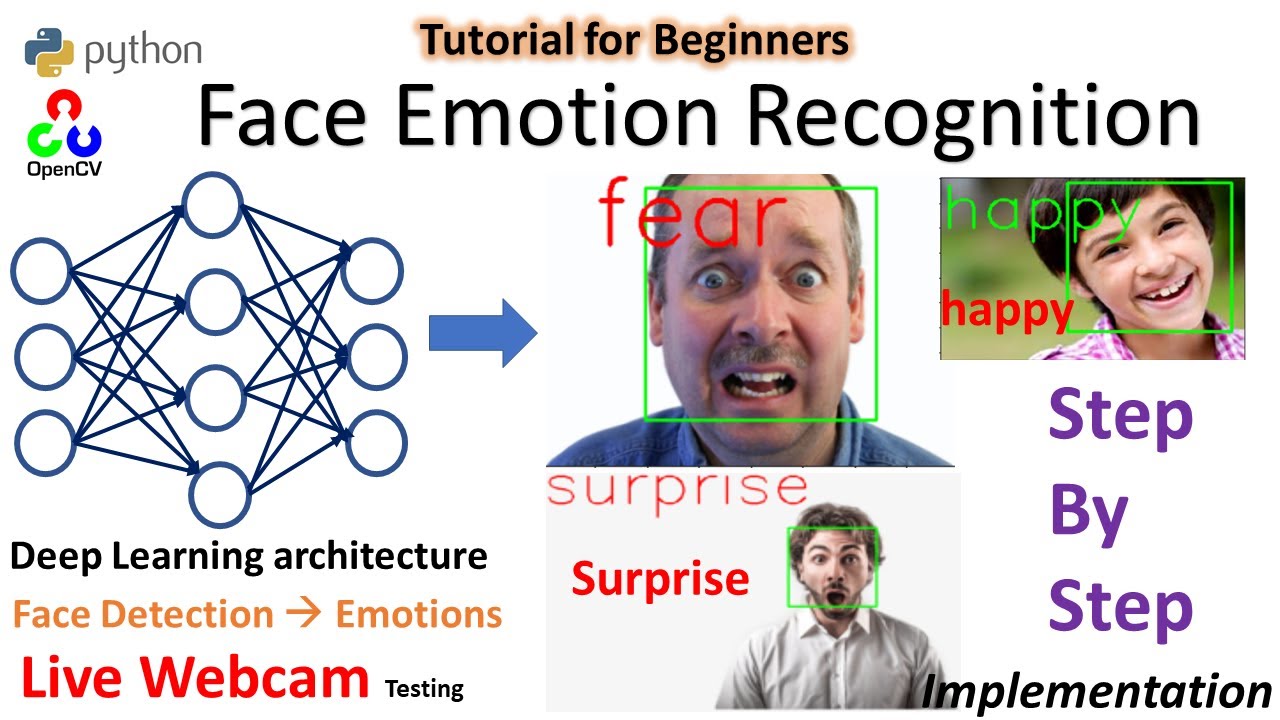 Tutorial for Beginners
python
Face Emotion Recognition
OpenCV
fear
happy
happy
surprise
Surprise
Step
By
Step
Implementation
Deep Learning architecture
Face Detection → Emotions
Live Webcam Testing